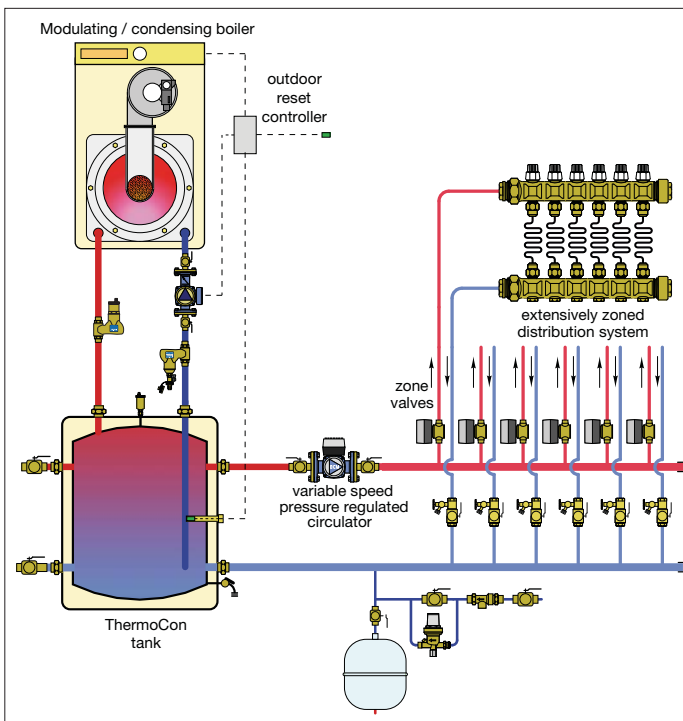 Modulating / condensing boiler
outdoor
reset
controller
extensively zoned
distribution system
zone
valves
variable speed
pressure regulated
circulator
ThermoCon
tank